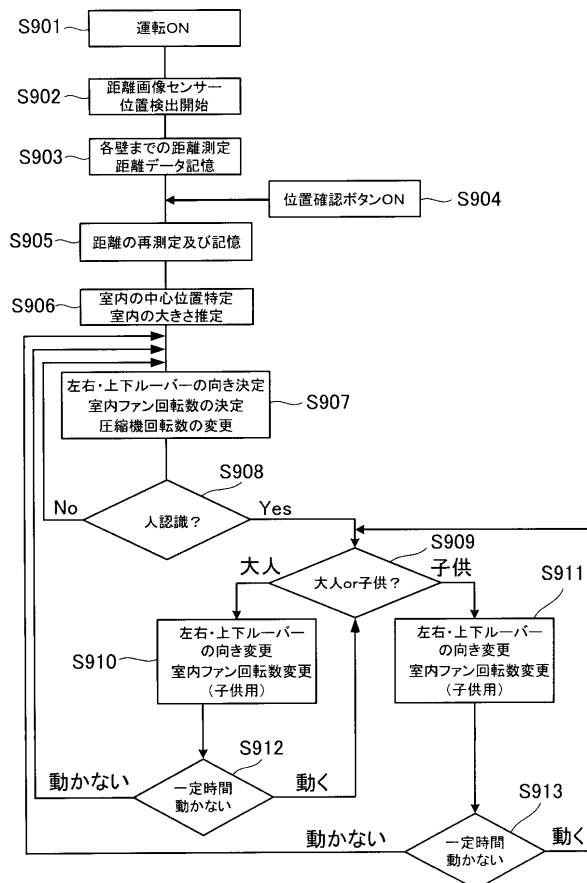 S901
運転ON
S902
距離画像センサー
位置検出開始
S903
各壁までの距離測定
距離データ記憶
位置確認ボタンON
S904
S905
距離の再測定及び記憶
S906
室内の中心位置特定
室内の大きさ推定
左右・上下ルーバーの向き決定
室内ファン回転数の決定
圧縮機回転数の変更
S907
S908
No
人認識？
Yes
S909
大人
大人or子供？
子供
S911
S910
左右・上下ルーバー
の向き変更
室内ファン回転数変更
(子供用)
左右・上下ルーバー
の向き変更
室内ファン回転数変更
(子供用)
S912
動かない
一定時間
動かない
動く
S913
動かない
一定時間
動かない
動く